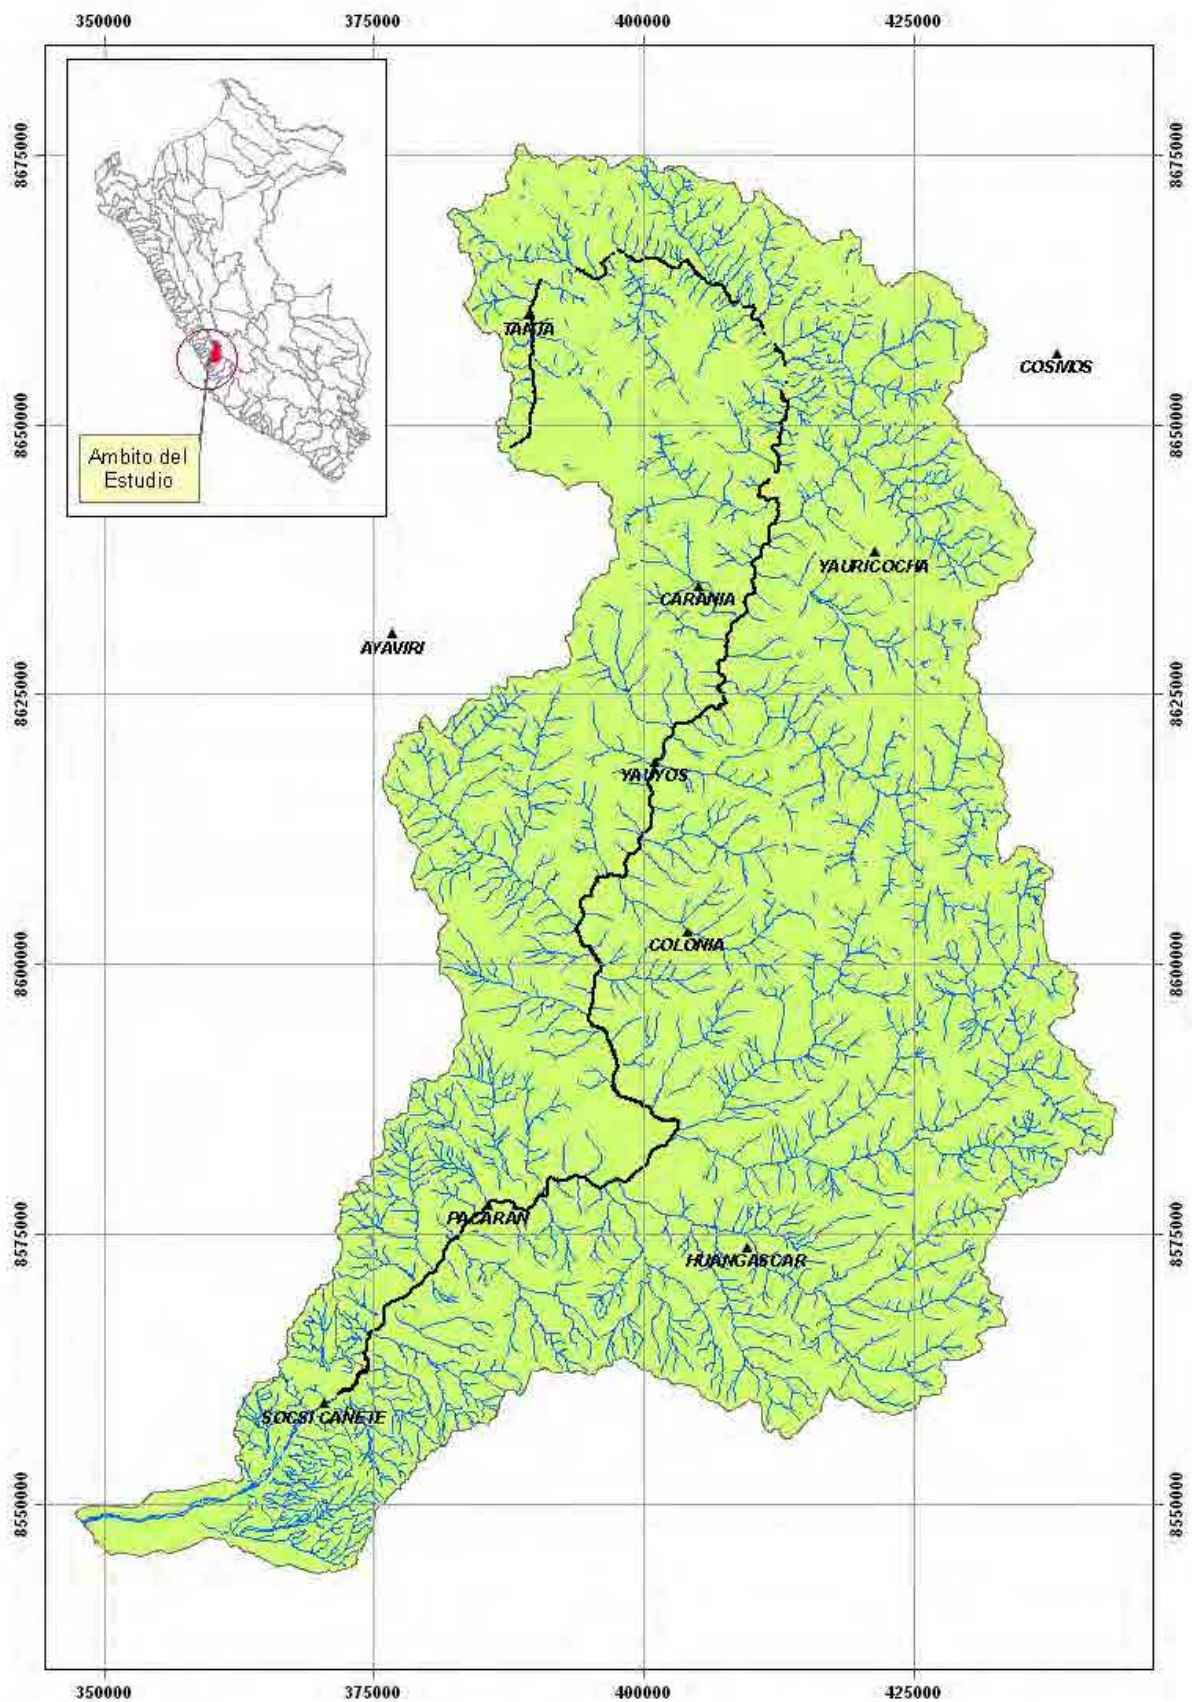 350000 375000 400000 425000
8675000 8675000
Ambito del
Estudio
TANTA
COSMOS
8650000 8650000
YAURICOCHA
CARANIA
AYAVIRI
8625000 8625000
YAUYOS
COLONIA
8600000 8600000
PACARAN
8575000 8575000
HUANGASCAR
SOCSI CAÑETE
8550000 8550000
350000 375000 400000 425000